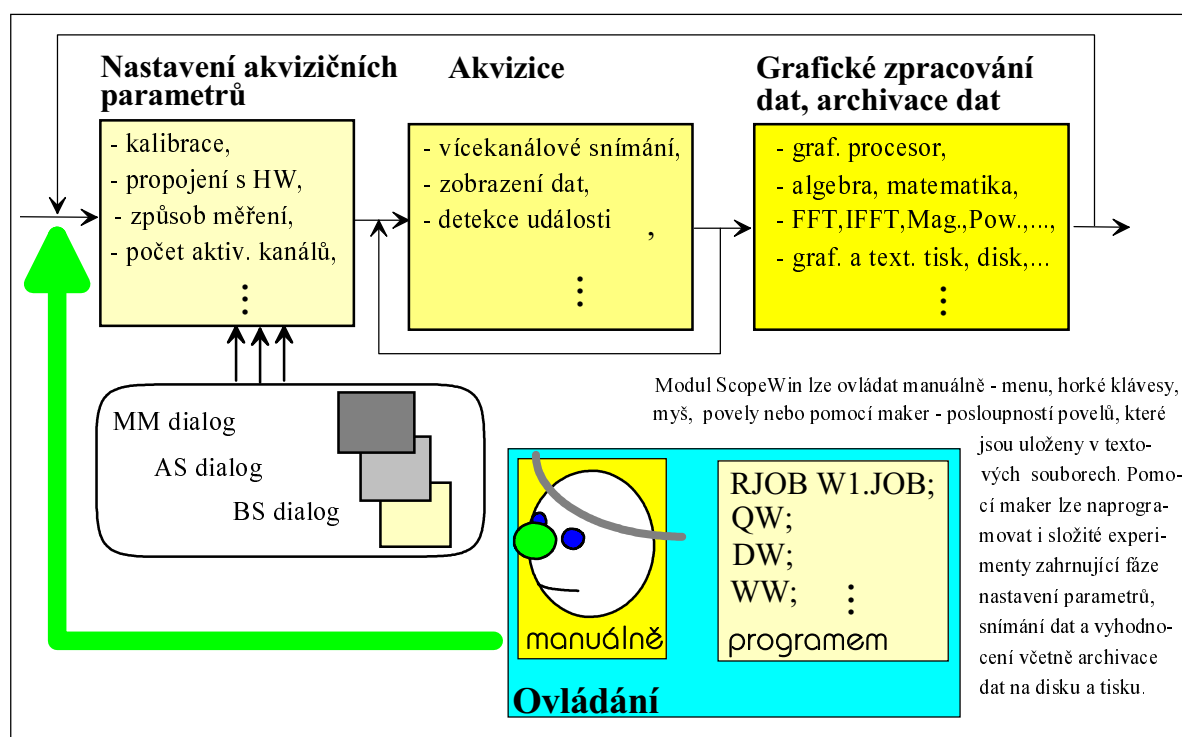 Nastavení akvizičních
parametrů
- kalibrace,
- propojení s HW,
- způsob měření,
- počet aktiv. kanálů,
⋮
Akvizice
- vícekanálové snímání,
- zobrazení dat,
- detekce události ,
⋮
Grafické zpracování
dat, archivace dat
- graf. procesor,
- algebra, matematika,
- FFT,IFFT,Mag.,Pow.,...,
- graf. a text. tisk, disk,...
⋮
MM dialog
AS dialog
BS dialog
Modul ScopeWin lze ovládat manuálně - menu, horké klávesy,
myš, povely nebo pomocí maker - posloupností povelů, které
jsou uloženy v texto-
vých souborech. Pomo-
cí maker lze naprogra-
movat i složité experi-
menty zahrnující fáze
nastavení parametrů,
snímání dat a vyhodno-
cení včetně archivace
dat na disku a tisku.
manuálně
RJOB W1.JOB;
QW;
DW;
WW; ⋮
programem
Ovládání